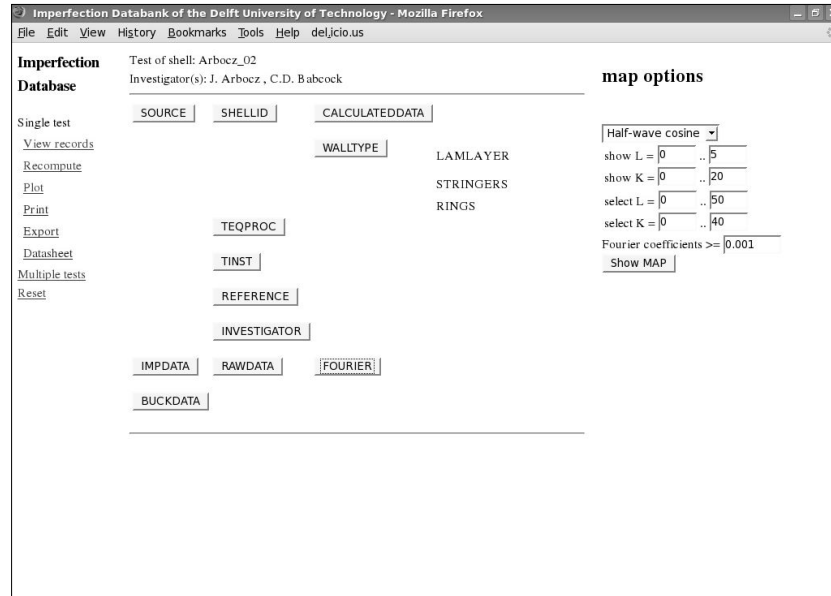 Imperfection Databank of the Delft University of Technology - Mozilla Firefox
File Edit View History Bookmarks Tools Help del.icio.us
Imperfection
Database
Single test
View records
Recompute
Plot
Print
Export
Datasheet
Multiple tests
Reset
Test of shell: Arbocz_02
Investigator(s): J. Arbocz , C.D. Babcock
SOURCE SHELLID CALCULATEDDATA
WALLTYPE
LAMLAYER
STRINGERS
RINGS
TEQPROC
TINST
REFERENCE
INVESTIGATOR
IMPDATA RAWDATA FOURIER
BUCKDATA
map options
Half-wave cosine
show L = 0 .. 5
show K = 0 .. 20
select L = 0 .. 50
select K = 0 .. 40
Fourier coefficients >= 0.001
Show MAP